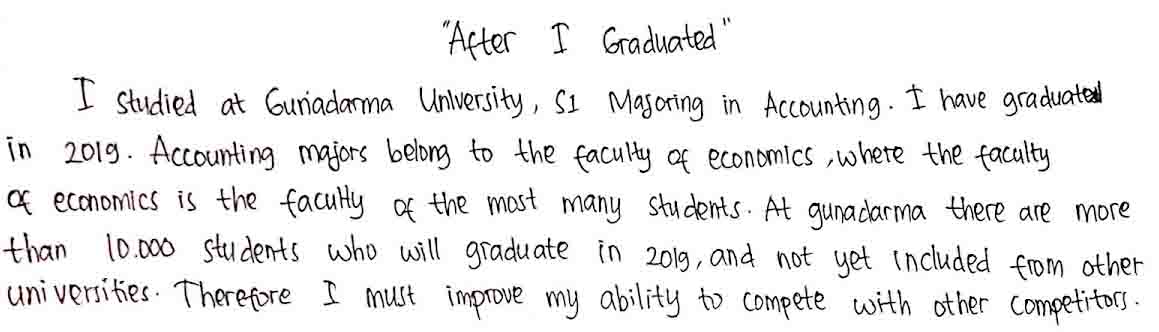 "After I Graduated"
I studied at Gunadarma University, S1 Majoring in Accounting. I have graduated
in 2019. Accounting majors belong to the faculty of economics, where the faculty
of economics is the faculty of the most many students. At gunadarma there are more
than 10.000 students who will graduate in 2019, and not yet included from other
universities. Therefore I must improve my ability to compete with other competitors.